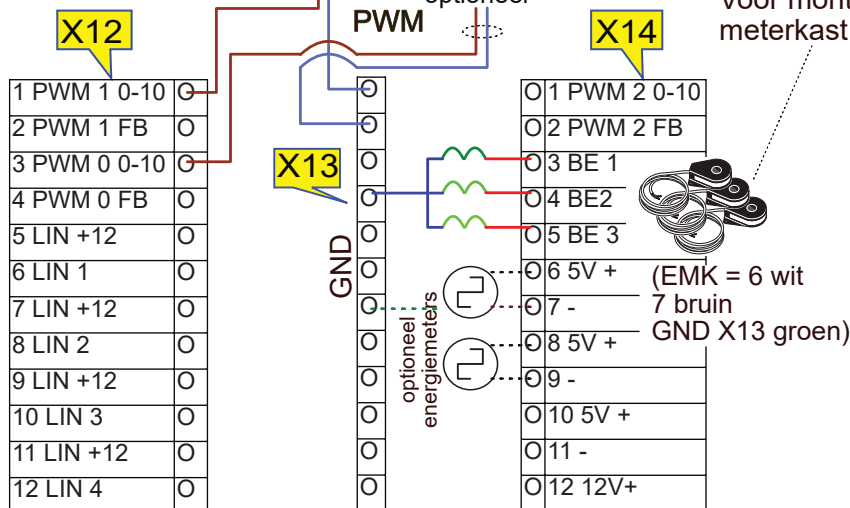 optioneel
PWM
X12
1 PWM 1 0-10 O
2 PWM 1 FB O
3 PWM 0 0-10 O
4 PWM 0 FB O
5 LIN +12 O
6 LIN 1 O
7 LIN +12 O
8 LIN 2 O
9 LIN +12 O
10 LIN 3 O
11 LIN +12 O
12 LIN 4 O
X13
GND
O
O
O
O
O
O
O
O
O
O
O
O
optioneel
energiemeters
X14
O 1 PWM 2 0-10
O 2 PWM 2 FB
O 3 BE 1
O 4 BE2
O 5 BE 3
O 6 5V +
O 7 -
O 8 5V +
O 9 -
O 10 5V +
O 11 -
O 12 12V+
meterkast
(EMK = 6 wit
7 bruin
GND X13 groen)